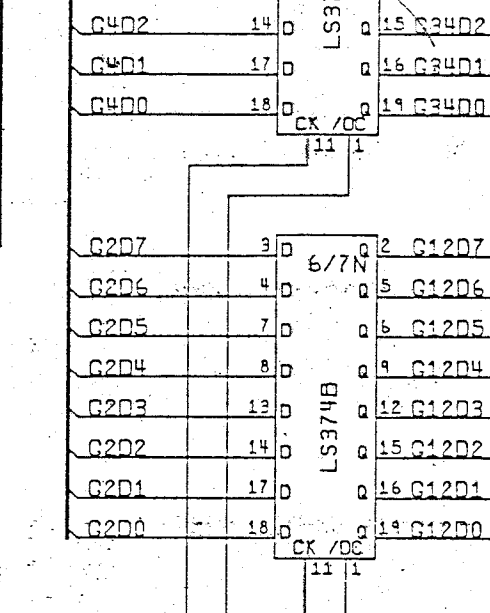 G4D2 14 D LS3 Q 15 G34D2
G4D1 17 D Q 16 G34D1
G4D0 18 D Q 19 G34D0
CK /OC
11 1
G2D7 3 D Q 2 G12D7
6/7N
G2D6 4 D Q 5 G12D6
G2D5 7 D Q 6 G12D5
G2D4 8 D Q 9 G12D4
G2D3 13 D LS374B Q 12 G12D3
G2D2 14 D Q 15 G12D2
G2D1 17 D Q 16 G12D1
G2D0 18 D Q 19 G12D0
CK /OC
11 1